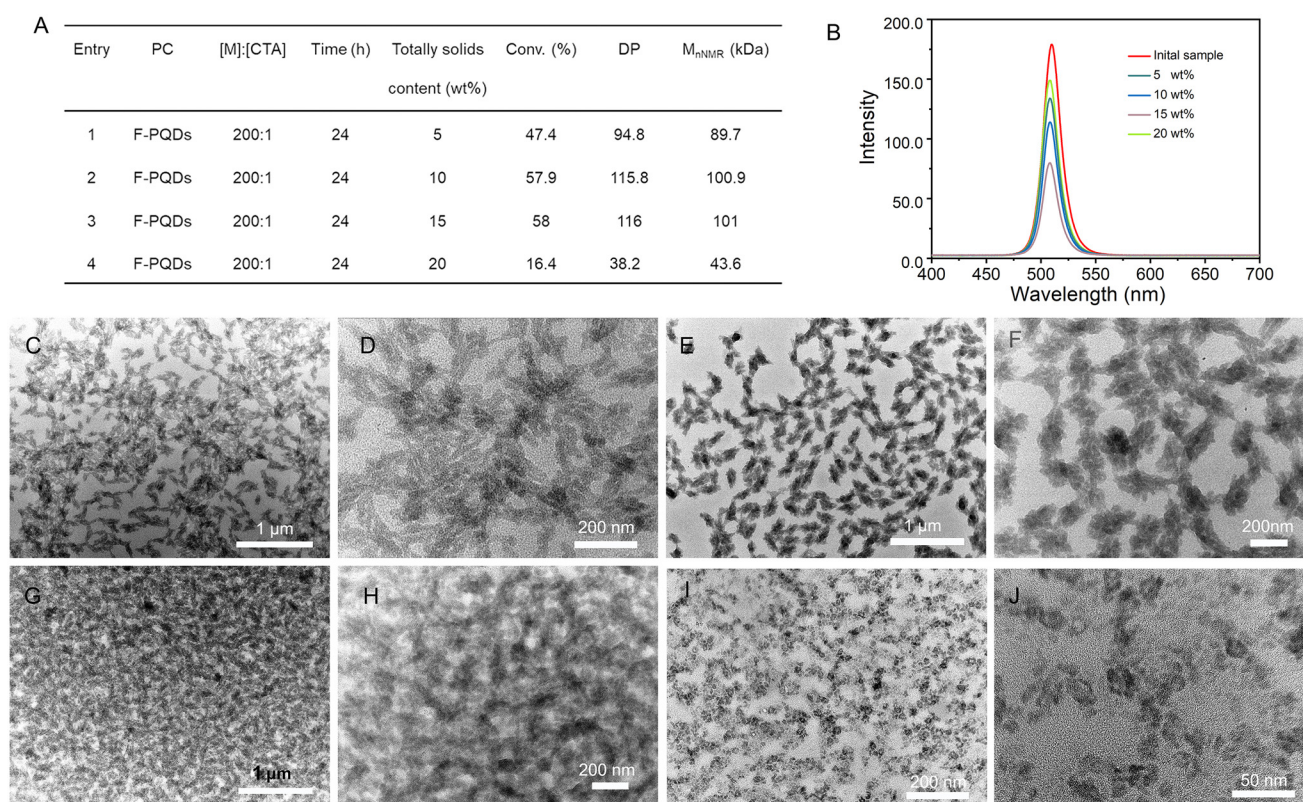 A
Entry PC [M]:[CTA] Time (h) Totally solids Conv. (%) DP MnNMR (kDa)
content (wt%)
1 F-PQDs 200:1 24 5 47.4 94.8 89.7
2 F-PQDs 200:1 24 10 57.9 115.8 100.9
3 F-PQDs 200:1 24 15 58 116 101
4 F-PQDs 200:1 24 20 16.4 38.2 43.6
B
200.0
150.0
100.0
50.0
0.0
Intensity
400 450 500 550 600 650 700
Wavelength (nm)
Inital sample
5 wt%
10 wt%
15 wt%
20 wt%
C
1 μm
D
200 nm
E
1 μm
F
200nm
G
1 μm
H
200 nm
I
200 nm
J
50 nm